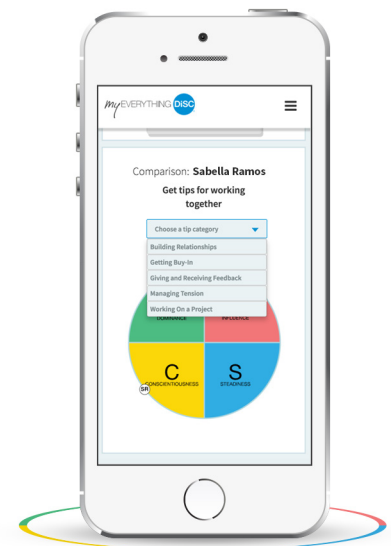 my EVERYTHING DiSC
Comparison: Sabella Ramos
Get tips for working
together
Choose a tip category
Building Relationships
Getting Buy-In
Giving and Receiving Feedback
Managing Tension
Working On a Project
DOMINANCE
INFLUENCE
C
S
CONSCIENTIOUSNESS
STEADINESS
SR